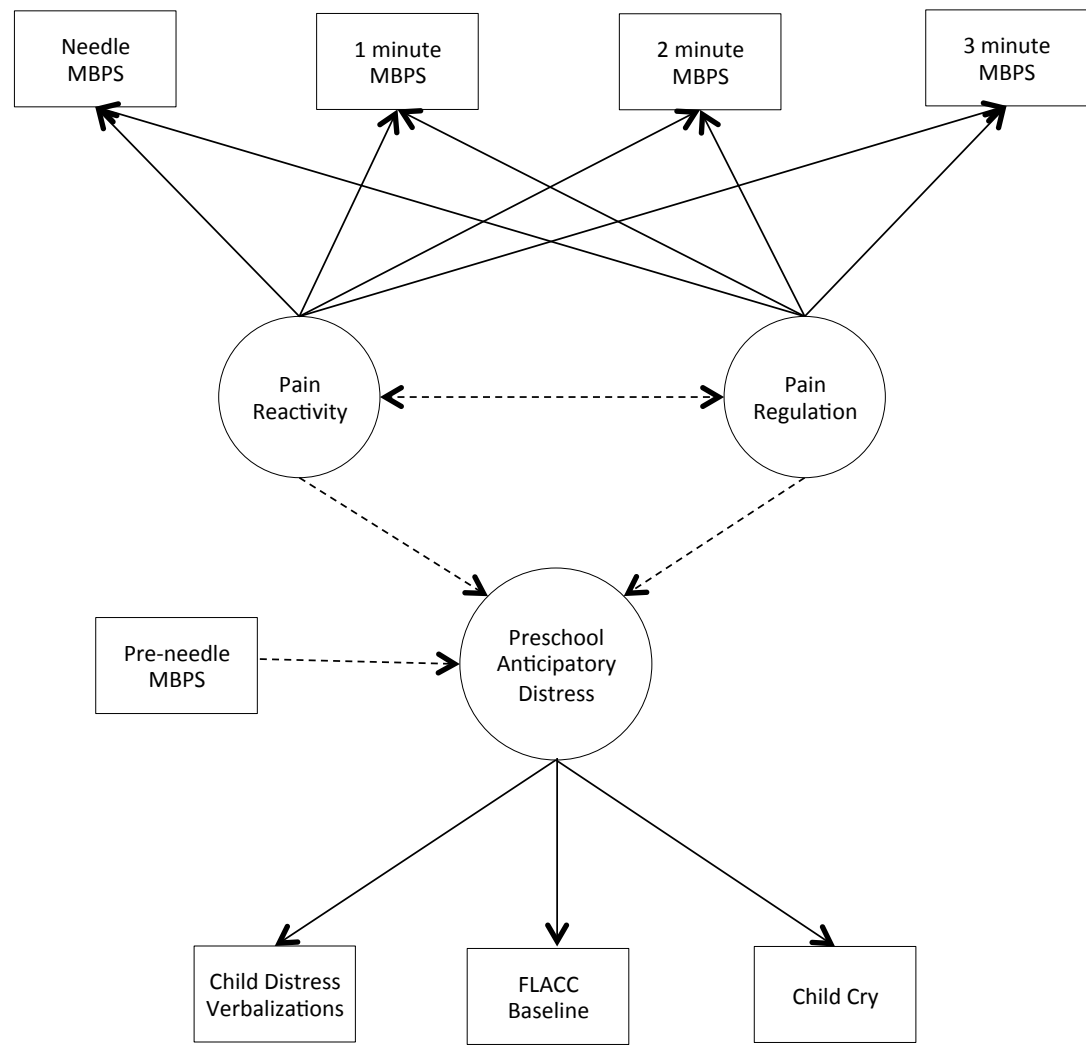 Needle
MBPS
1 minute
MBPS
2 minute
MBPS
3 minute
MBPS
Pain
Reactivity
Pain
Regulation
Preschool
Anticipatory
Distress
Pre-needle
MBPS
Child Distress
Verbalizations
FLACC
Baseline
Child Cry